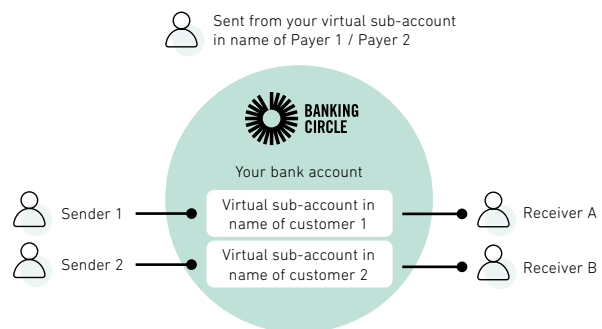 Sent from your virtual sub-account
in name of Payer 1 / Payer 2
BANKING
CIRCLE
Your bank account
Sender 1
Virtual sub-account in
name of customer 1
Receiver A
Sender 2
Virtual sub-account in
name of customer 2
Receiver B